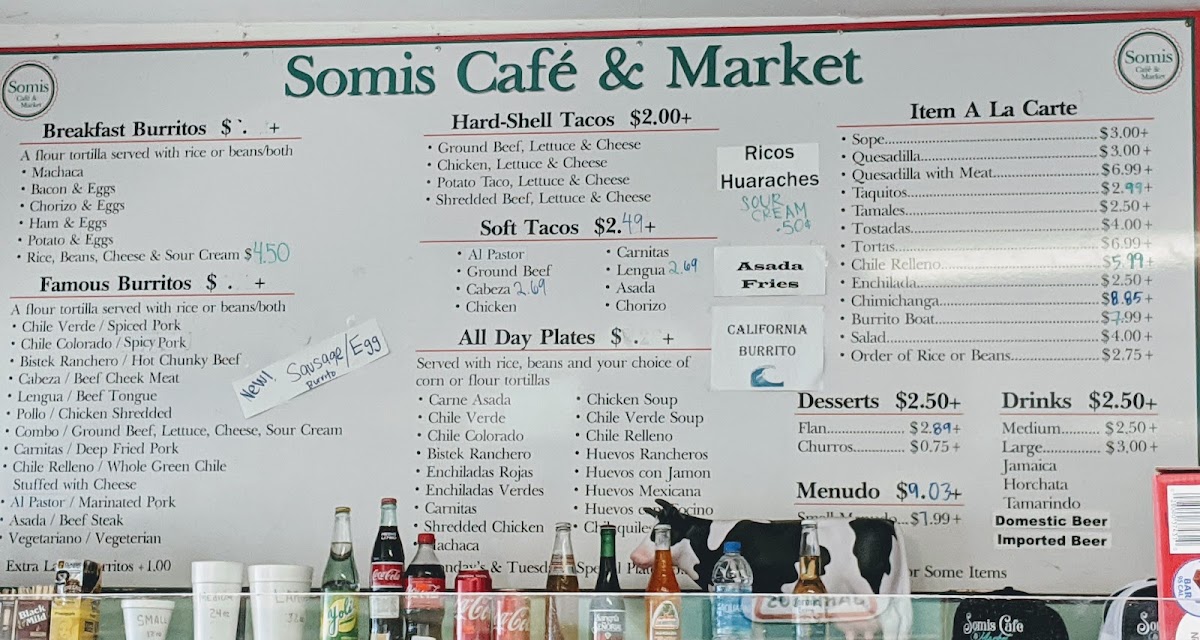 Somis Café & Market
Somis
Café &
Market
Somis
Café &
Market
Breakfast Burritos $ . +
A flour tortilla served with rice or beans/both
• Machaca
• Bacon & Eggs
• Chorizo & Eggs
• Ham & Eggs
• Potato & Eggs
• Rice, Beans, Cheese & Sour Cream $4.50
Famous Burritos $ . +
A flour tortilla served with rice or beans/both
• Chile Verde / Spiced Pork
• Chile Colorado / Spicy Pork
• Bistek Ranchero / Hot Chunky Beef
• Cabeza / Beef Cheek Meat
• Lengua / Beef Tongue
• Pollo / Chicken Shredded
• Combo / Ground Beef, Lettuce, Cheese, Sour Cream
• Carnitas / Deep Fried Pork
• Chile Relleno / Whole Green Chile
Stuffed with Cheese
• Al Pastor / Marinated Pork
• Asada / Beef Steak
• Vegetariano / Vegeterian
Extra +1.00
New! Sausage/Egg
Burrito
Hard-Shell Tacos $2.00+
• Ground Beef, Lettuce & Cheese
• Chicken, Lettuce & Cheese
• Potato Taco, Lettuce & Cheese
• Shredded Beef, Lettuce & Cheese
Soft Tacos $2.49+
• Al Pastor
• Ground Beef
• Cabeza 2.69
• Chicken
• Carnitas
• Lengua 2.69
• Asada
• Chorizo
All Day Plates $ . +
Served with rice, beans and your choice of
corn or flour tortillas
• Carne Asada
• Chile Verde
• Chile Colorado
• Bistek Ranchero
• Enchiladas Rojas
• Enchiladas Verdes
• Carnitas
• Shredded Chicken
Machaca
• Chicken Soup
• Chile Verde Soup
• Chile Relleno
• Huevos Rancheros
• Huevos con Jamon
• Huevos Mexicana
• Huevos
Ricos
Huaraches
SOUR
CREAM
.50¢
Asada
Fries
CALIFORNIA
BURRITO
Item A La Carte
• Sope $3.00+
• Quesadilla $3.00+
• Quesadilla with Meat $6.99+
• Taquitos $2.99+
• Tamales $2.50+
• Tostadas $4.00+
• Tortas $6.99+
• Chile Relleno $5.99+
• Enchilada $2.50+
• Chimichanga $8.85+
• Burrito Boat $7.99+
• Salad $4.00+
• Order of Rice or Beans $2.75+
Desserts $2.50+
Flan $2.89+
Churros $0.75+
Menudo $9.03+
$7.99+
Drinks $2.50+
Medium $2.50+
Large $3.00+
Jamaica
Horchata
Tamarindo
Domestic Beer
Imported Beer
or Some Items
Black
& Mild
SMALL
Coca-Cola
Somis Cafe